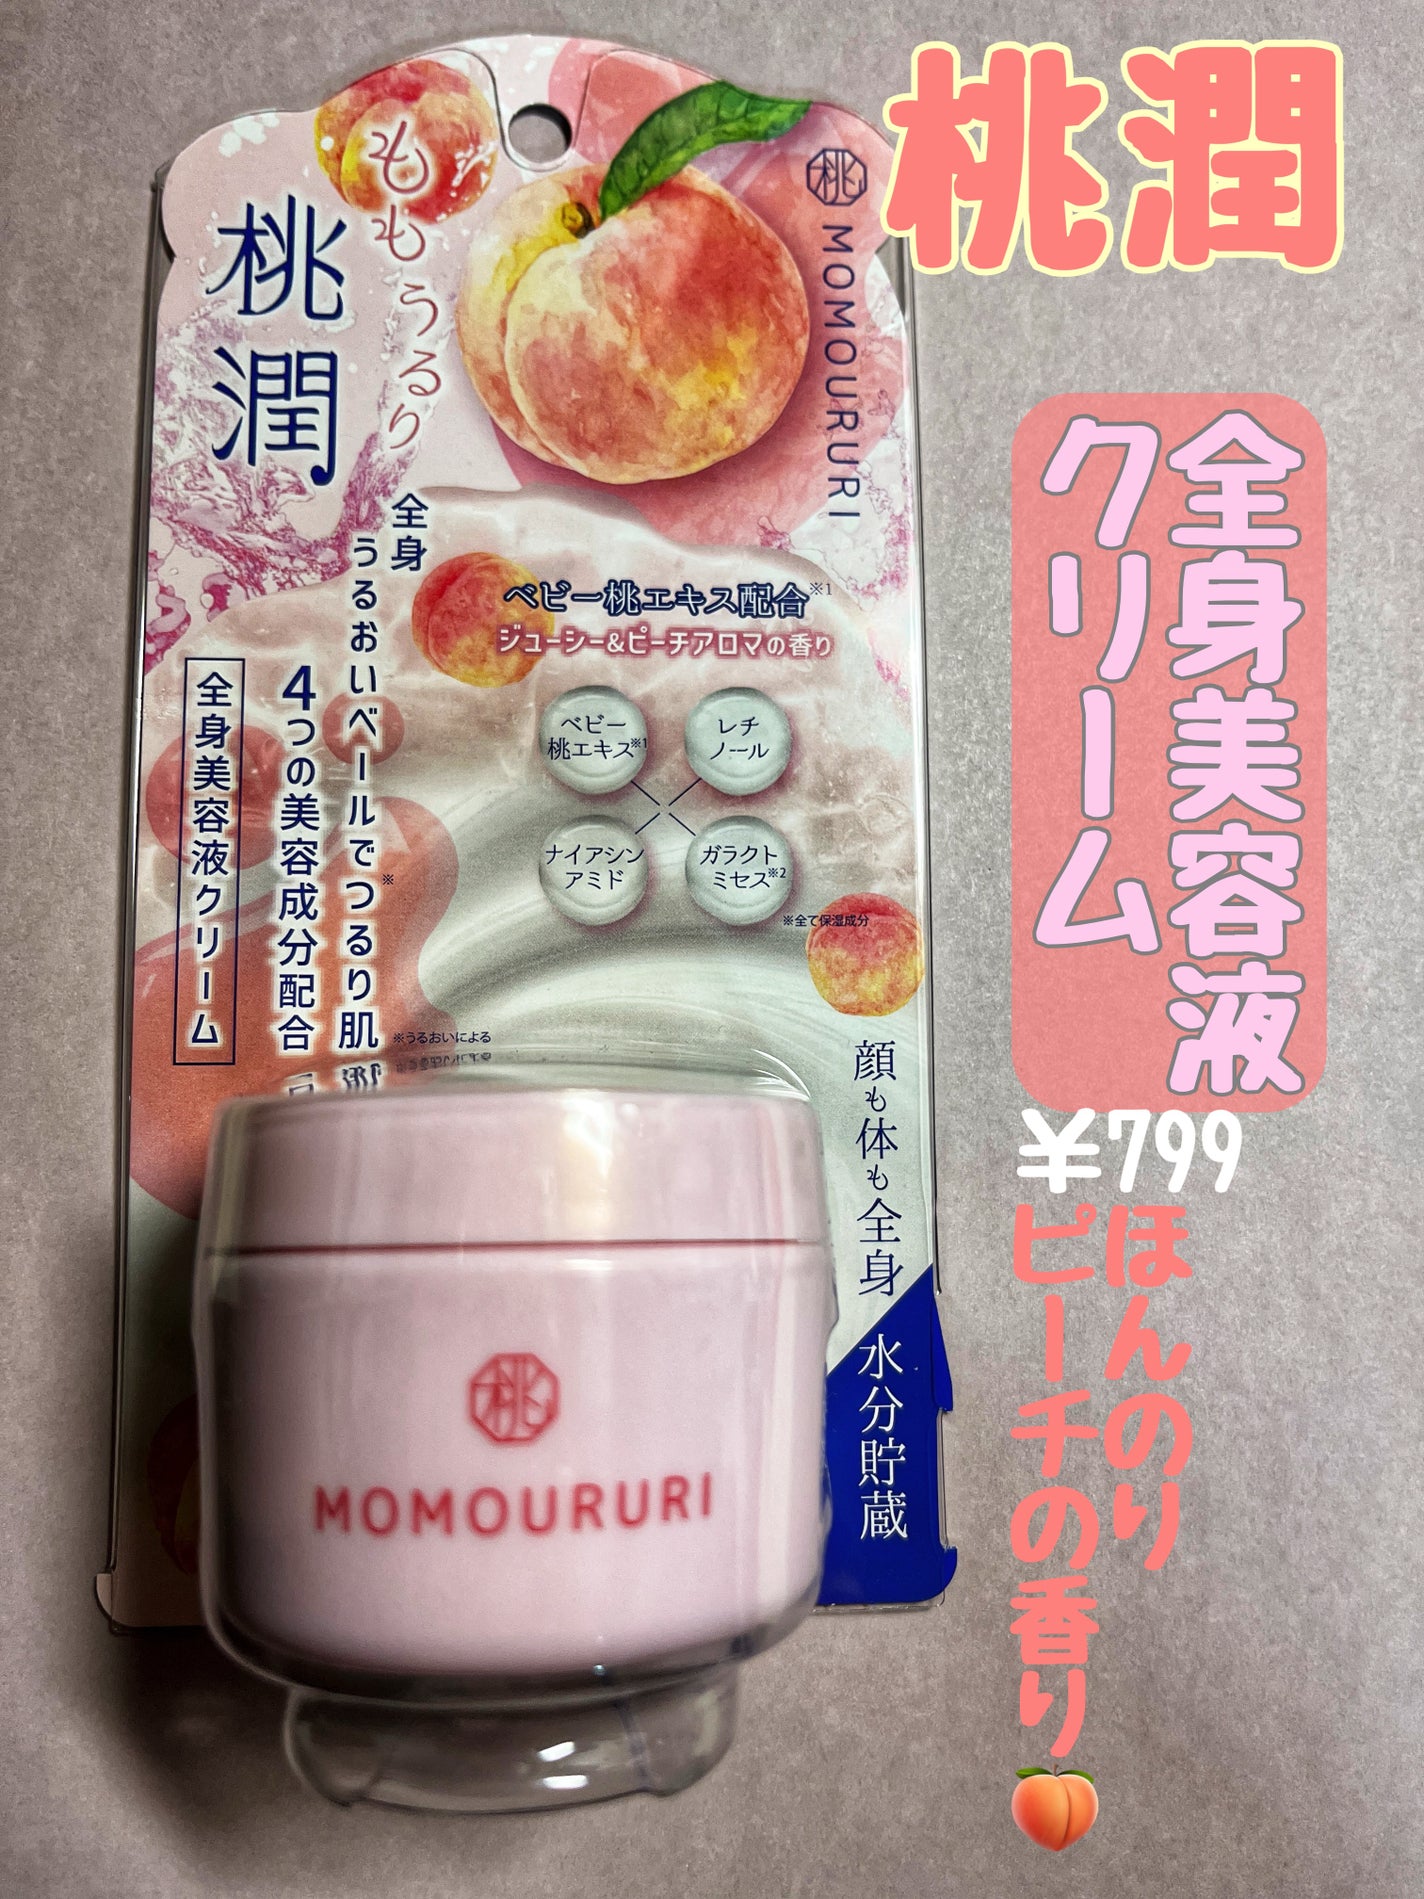 桃潤
全身美容液
クリーム
¥799
ほんのり
ピーチの香り🍑
桃
MOMOURURI
ももうるり
桃潤
全身
うるおいベールでつるり肌※
※うるおいによる
4つの美容成分配合
全身美容液クリーム
ベビー桃エキス配合※1
ジューシー&ピーチアロマの香り
ベビー
桃エキス※1
レチ
ノール
ナイアシン
アミド
ガラクト
ミセス※2
※全て保湿成分
顔も体も全身
水分貯蔵
桃
MOMOURURI